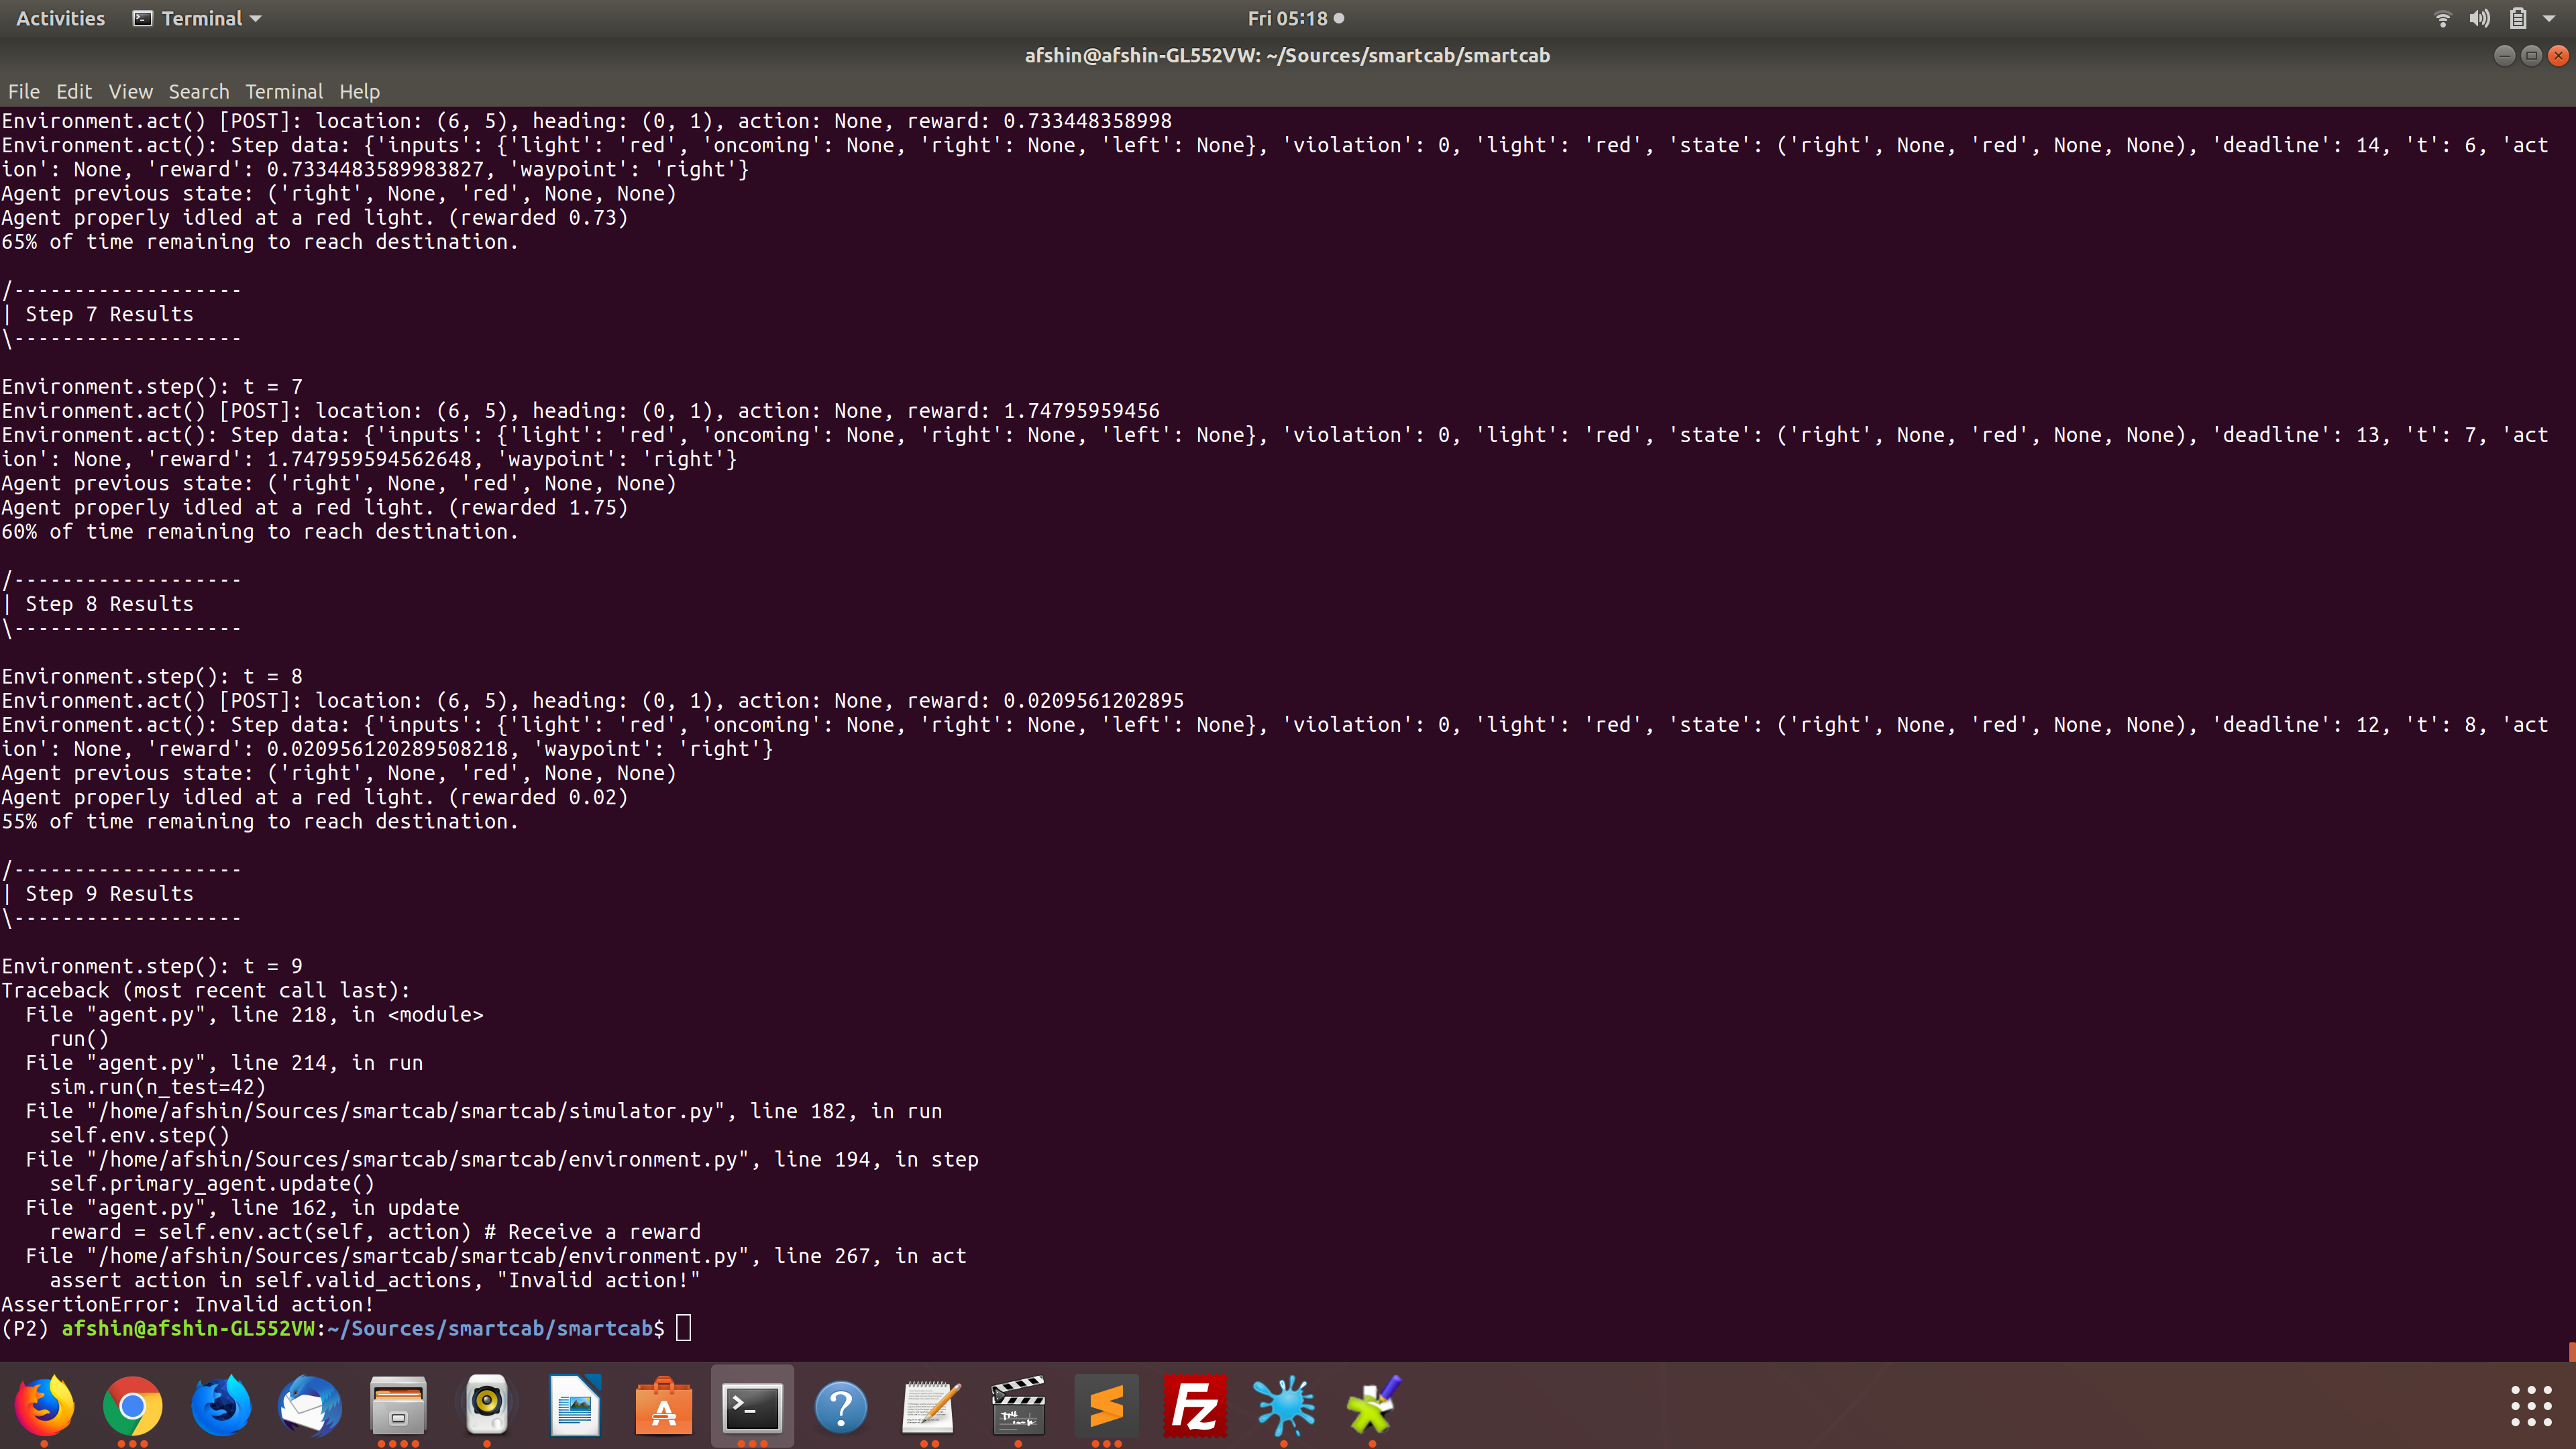 Activities Terminal Fri 05:18
afshin@afshin-GL552VW: ~/Sources/smartcab/smartcab
File Edit View Search Terminal Help
Environment.act() [POST]: location: (6, 5), heading: (0, 1), action: None, reward: 0.733448358998
Environment.act(): Step data: {'inputs': {'light': 'red', 'oncoming': None, 'right': None, 'left': None}, 'violation': 0, 'light': 'red', 'state': ('right', None, 'red', None, None), 'deadline': 14, 't': 6, 'act
ion': None, 'reward': 0.7334483589983827, 'waypoint': 'right'}
Agent previous state: ('right', None, 'red', None, None)
Agent properly idled at a red light. (rewarded 0.73)
65% of time remaining to reach destination.
/-------------------
| Step 7 Results
\-------------------
Environment.step(): t = 7
Environment.act() [POST]: location: (6, 5), heading: (0, 1), action: None, reward: 1.74795959456
Environment.act(): Step data: {'inputs': {'light': 'red', 'oncoming': None, 'right': None, 'left': None}, 'violation': 0, 'light': 'red', 'state': ('right', None, 'red', None, None), 'deadline': 13, 't': 7, 'act
ion': None, 'reward': 1.747959594562648, 'waypoint': 'right'}
Agent previous state: ('right', None, 'red', None, None)
Agent properly idled at a red light. (rewarded 1.75)
60% of time remaining to reach destination.
/-------------------
| Step 8 Results
\-------------------
Environment.step(): t = 8
Environment.act() [POST]: location: (6, 5), heading: (0, 1), action: None, reward: 0.0209561202895
Environment.act(): Step data: {'inputs': {'light': 'red', 'oncoming': None, 'right': None, 'left': None}, 'violation': 0, 'light': 'red', 'state': ('right', None, 'red', None, None), 'deadline': 12, 't': 8, 'act
ion': None, 'reward': 0.020956120289508218, 'waypoint': 'right'}
Agent previous state: ('right', None, 'red', None, None)
Agent properly idled at a red light. (rewarded 0.02)
55% of time remaining to reach destination.
/-------------------
| Step 9 Results
\-------------------
Environment.step(): t = 9
Traceback (most recent call last):
  File "agent.py", line 218, in <module>
    run()
  File "agent.py", line 214, in run
    sim.run(n_test=42)
  File "/home/afshin/Sources/smartcab/smartcab/simulator.py", line 182, in run
    self.env.step()
  File "/home/afshin/Sources/smartcab/smartcab/environment.py", line 194, in step
    self.primary_agent.update()
  File "agent.py", line 162, in update
    reward = self.env.act(self, action) # Receive a reward
  File "/home/afshin/Sources/smartcab/smartcab/environment.py", line 267, in act
    assert action in self.valid_actions, "Invalid action!"
AssertionError: Invalid action!
(P2) afshin@afshin-GL552VW:~/Sources/smartcab/smartcab$